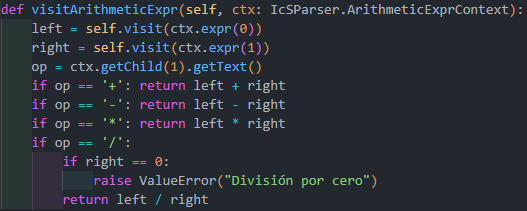 def visitArithmeticExpr(self, ctx: IcSParser.ArithmeticExprContext):
    left = self.visit(ctx.expr(0))
    right = self.visit(ctx.expr(1))
    op = ctx.getChild(1).getText()
    if op == '+': return left + right
    if op == '-': return left - right
    if op == '*': return left * right
    if op == '/':
        if right == 0:
            raise ValueError("División por cero")
        return left / right